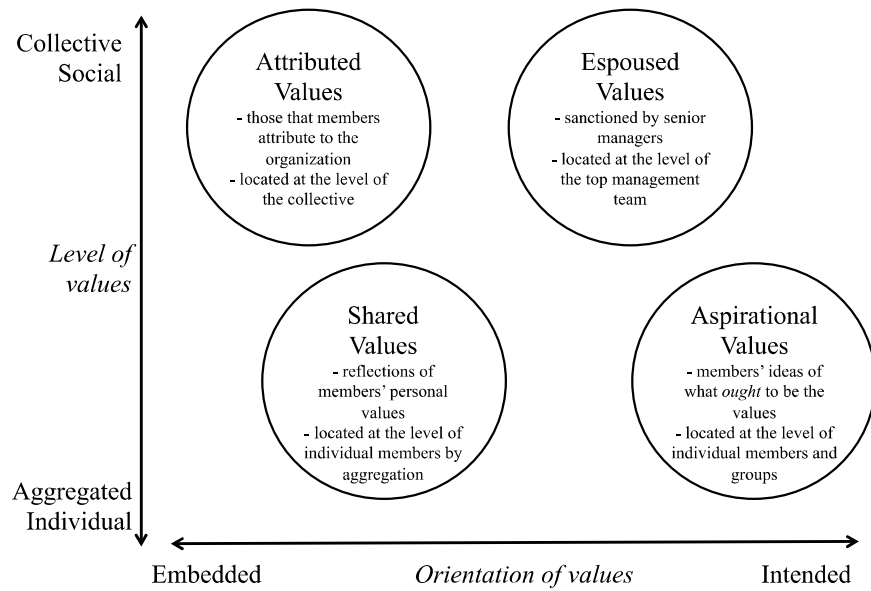 Collective
Social
Attributed
Values
- those that members
attribute to the
organization
- located at the level of
the collective
Espoused
Values
- sanctioned by senior
managers
- located at the level of
the top management
team
Level of
values
Shared
Values
- reflections of
members’ personal
values
- located at the level of
individual members by
aggregation
Aspirational
Values
- members’ ideas of
what ought to be the
values
- located at the level of
individual members and
groups
Aggregated
Individual
Embedded
Orientation of values
Intended